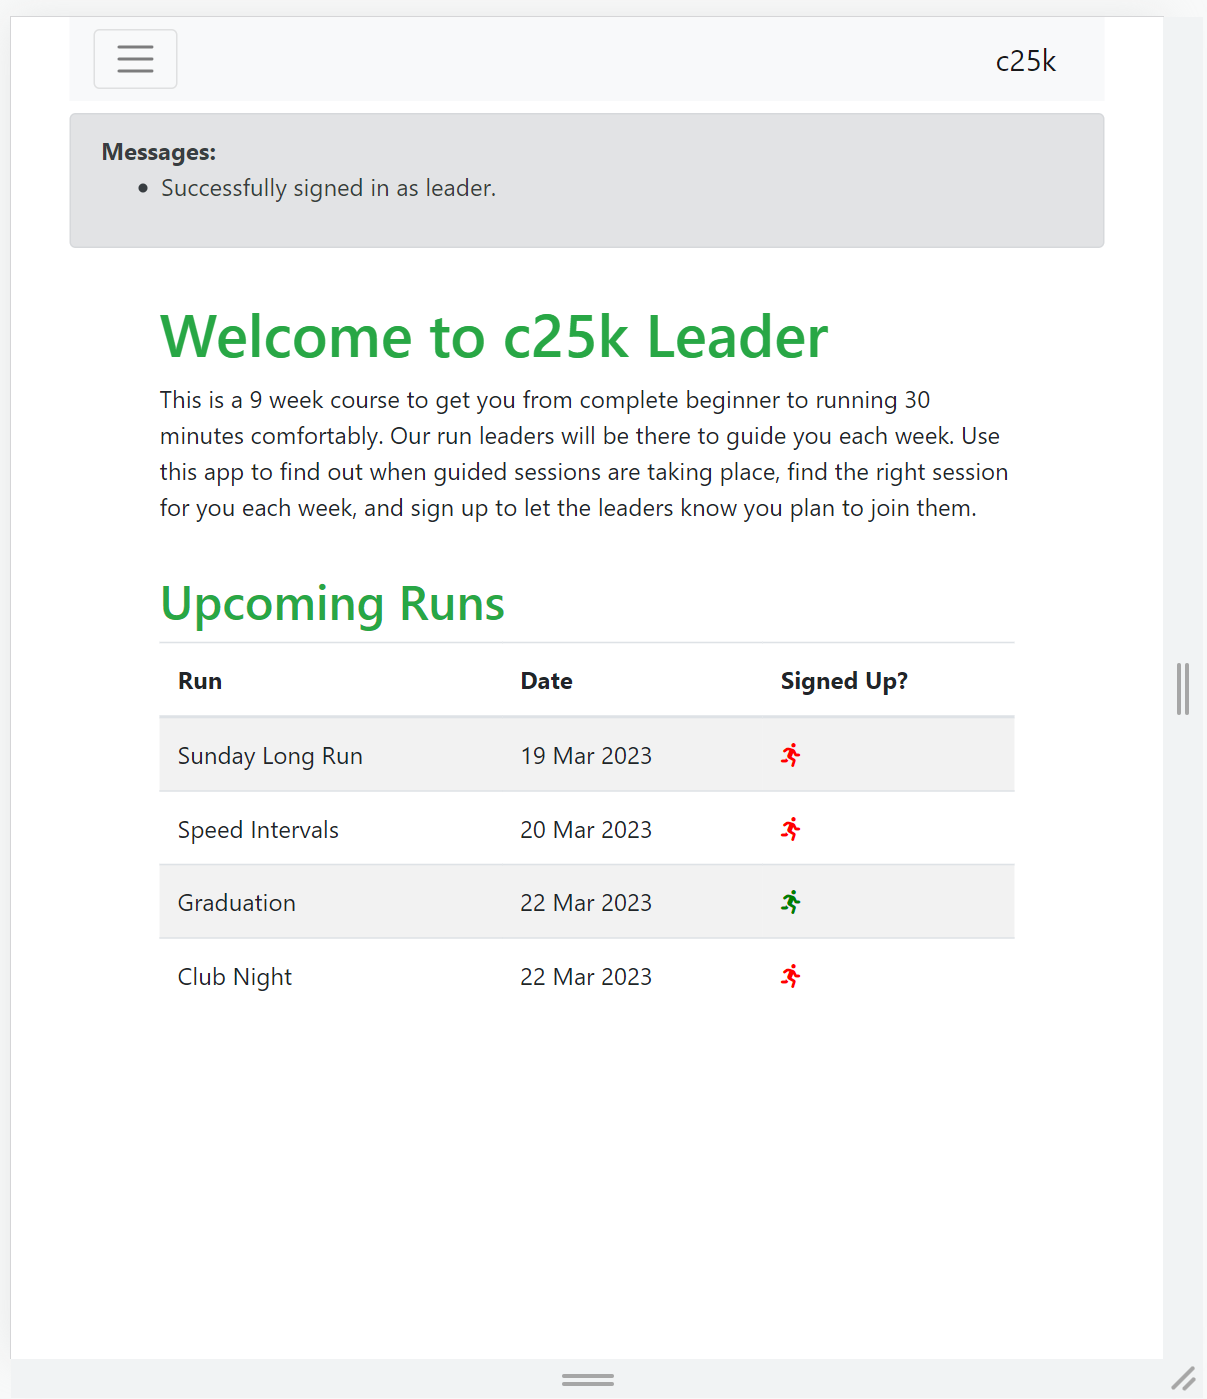 c25k
Messages:
Successfully signed in as leader.
Welcome to c25k Leader
This is a 9 week course to get you from complete beginner to running 30
minutes comfortably. Our run leaders will be there to guide you each week. Use
this app to find out when guided sessions are taking place, find the right session
for you each week, and sign up to let the leaders know you plan to join them.
Upcoming Runs
Run Date Signed Up?
Sunday Long Run 19 Mar 2023
Speed Intervals 20 Mar 2023
Graduation 22 Mar 2023
Club Night 22 Mar 2023